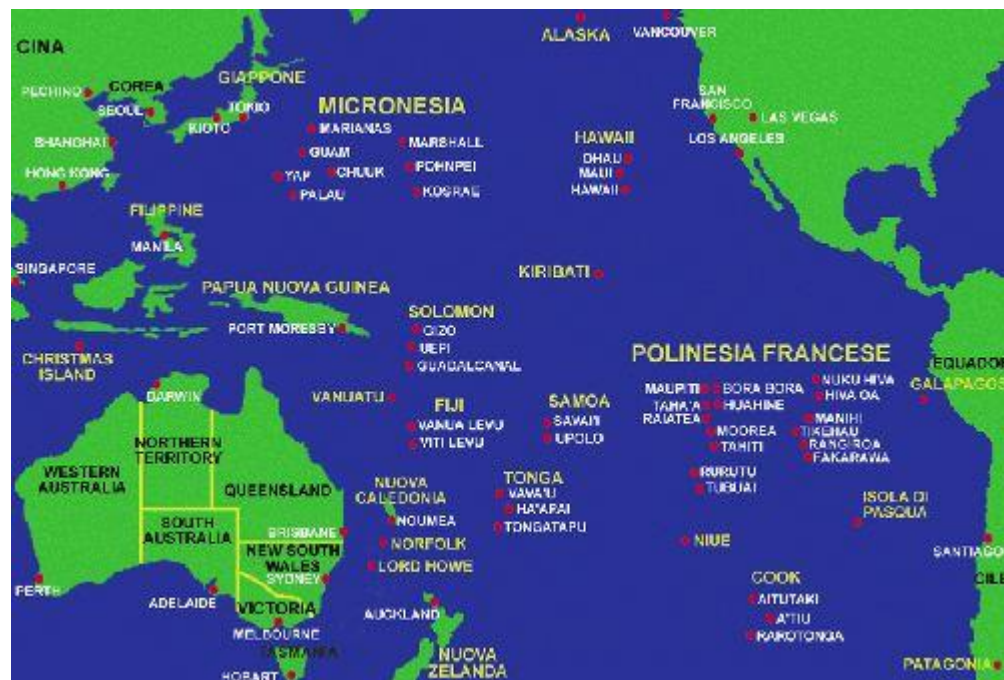 CINA
ALASKA
VANCOUVER
GIAPPONE
COREA
PECHINO
SEOUL
TOKIO
KIOTO
MICRONESIA
MARIANAS
SAN
FRANCISCO
LAS VEGAS
LOS ANGELES
SHANGHAI
GUAM
MARSHALL
HAWAII
OHAU
MAUI
HAWAII
HONG KONG
YAP
CHUUK
POHNPEI
PALAU
KOSRAE
FILIPPINE
MANILA
SINGAPORE
KIRIBATI
PAPUA NUOVA GUINEA
PORT MORESBY
SOLOMON
GIZO
UEPI
GUADALCANAL
CHRISTMAS
ISLAND
POLINESIA FRANCESE
EQUADOR
GALAPAGOS
DARWIN
VANUATU
FIJI
VANUA LEVU
VITI LEVU
SAMOA
SAVAI'I
UPOLO
MAUPITI
BORA BORA
TAHA'A
HUAHINE
RAIATEA
MOOREA
TAHITI
NUKU HIVA
HIVA OA
MANIHI
TIKEHAU
RANGIROA
FAKARAWA
RURUTU
TUBUAI
NORTHERN
TERRITORY
WESTERN
AUSTRALIA
QUEENSLAND
SOUTH
AUSTRALIA
NUOVA
CALEDONIA
NOUMEA
TONGA
VAVA'U
HA'ARAI
TONGATAPU
ISOLA DI
PASQUA
BRISBANE
NEW SOUTH
WALES
SYDNEY
NORFOLK
LORD HOWE
NIUE
SANTIAGO
CILE
PERTH
ADELAIDE
VICTORIA
MELBOURNE
TASMANIA
HOBART
AUCKLAND
NUOVA
ZELANDA
COOK
AITUTAKI
A'TIU
RAROTONGA
PATAGONIA